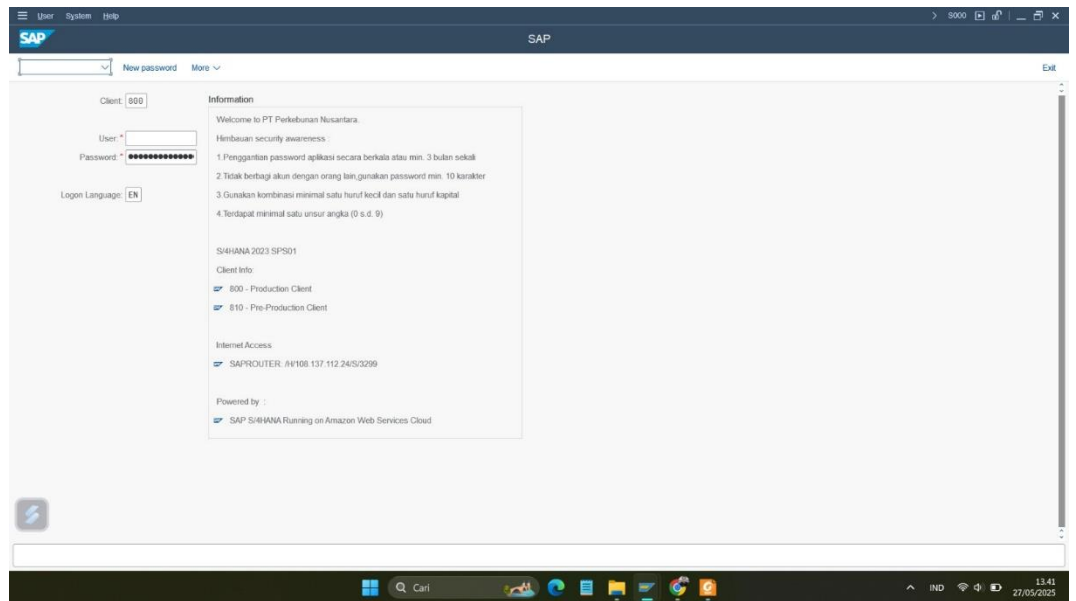 User System Help
S000
SAP
SAP
New password More
Exit
Client: 800
Information
Welcome to PT Perkebunan Nusantara.
Himbauan security awareness :
User: *
Password: *
1.Penggantian password aplikasi secara berkala atau min. 3 bulan sekali
2.Tidak berbagi akun dengan orang lain,gunakan password min. 10 karakter
Logon Language: EN
3.Gunakan kombinasi minimal satu huruf kecil dan satu huruf kapital
4.Terdapat minimal satu unsur angka (0 s.d. 9)
S/4HANA 2023 SPS01
Client Info:
800 - Production Client
810 - Pre-Production Client
Internet Access
SAPROUTER: /H/108.137.112.24/S/3299
Powered by :
SAP S/4HANA Running on Amazon Web Services Cloud
Cari
IND
13.41
27/05/2025